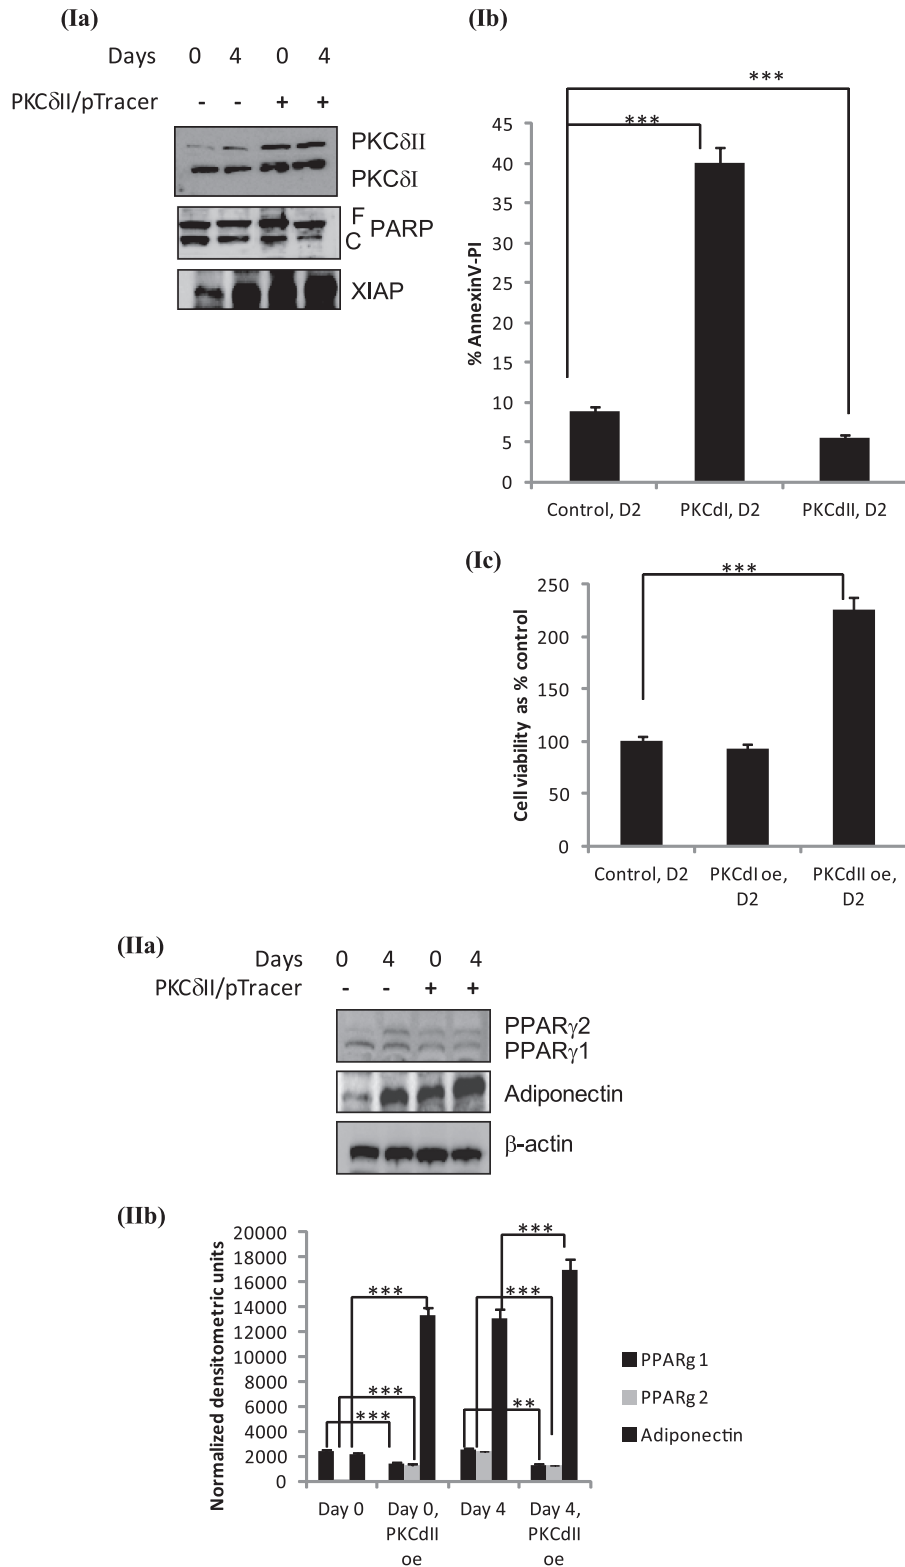 (Ia)
Days 0 4 0 4
PKCδII/pTracer - - + +
PKCδII
PKCδI
F
C PARP
XIAP
(Ib)
***
***
45
40
35
30
25
20
15
10
5
0
% AnnexinV-PI
Control, D2 PKCdI, D2 PKCdII, D2
(Ic)
***
250
200
150
100
50
0
Cell viability as % control
Control, D2 PKCdI oe, PKCdII oe,
D2 D2
(IIa)
Days 0 4 0 4
PKCδII/pTracer - - + +
PPARγ2
PPARγ1
Adiponectin
β-actin
(IIb)
20000
18000
16000
14000
12000
10000
8000
6000
4000
2000
0
Normalized densitometric units
***
*** ***
***
*** **
Day 0 Day 0, Day 4 Day 4,
PKCdII PKCdII
oe oe
PPARg 1
PPARg 2
Adiponectin